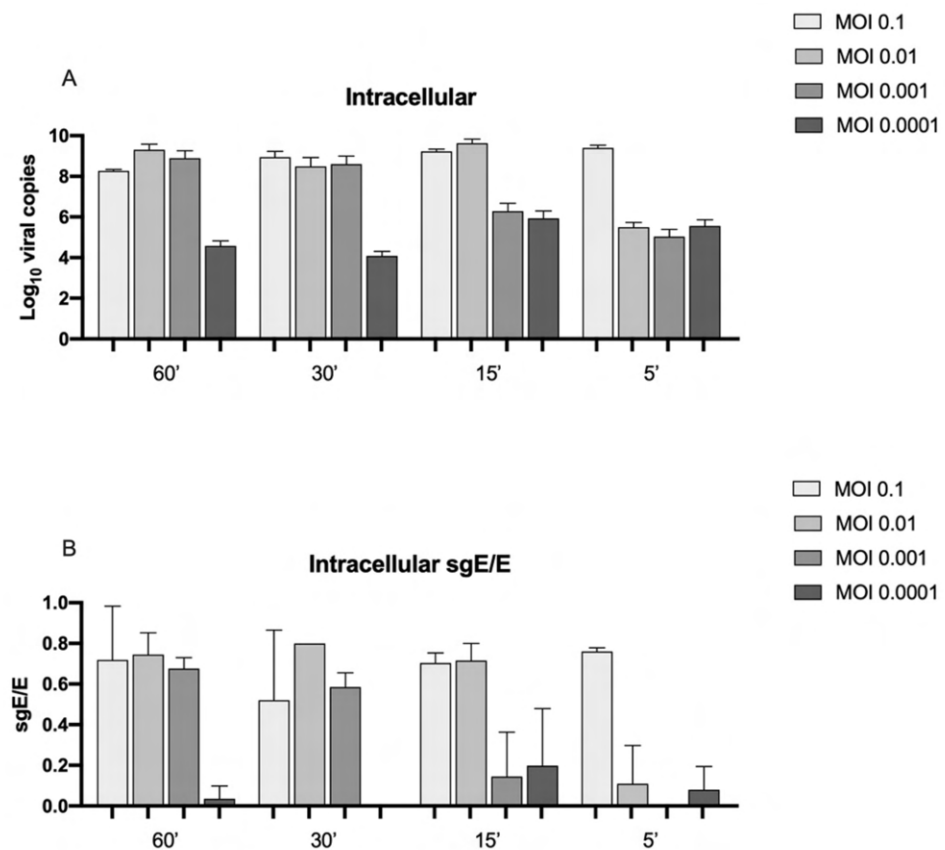 MOI 0.1
MOI 0.01
MOI 0.001
MOI 0.0001
A
Intracellular
Log₁₀ viral copies
10
8
6
4
2
0
60’ 30’ 15’ 5’
MOI 0.1
MOI 0.01
MOI 0.001
MOI 0.0001
B
Intracellular sgE/E
sgE/E
1.0
0.8
0.6
0.4
0.2
0.0
60’ 30’ 15’ 5’